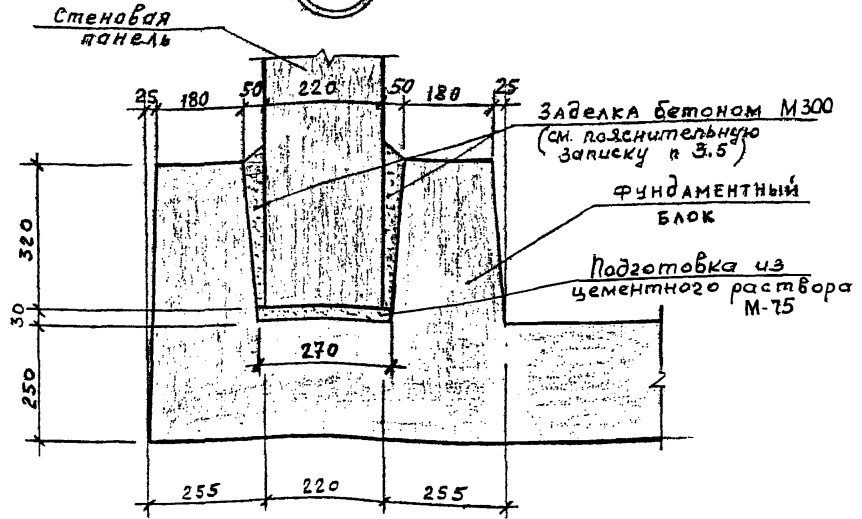 Стеновая
панель
25 180 50 220 50 180 25
Заделка бетоном М300
(см. пояснительную
записку п 3.5)
Фундаментный
блок
Подготовка из
цементного раствора
М-75
320
30
250
270
255 220 255